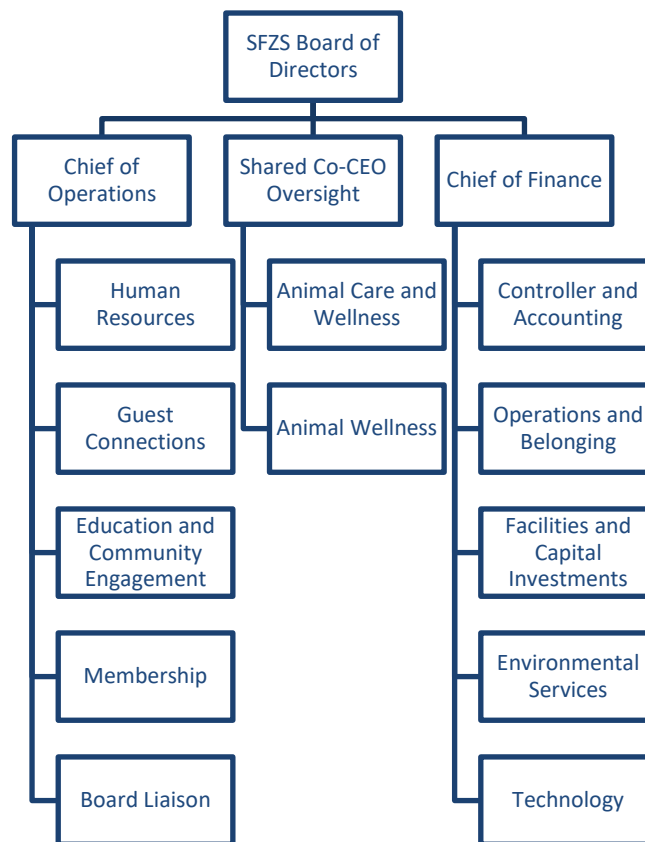 SFZS Board of
Directors
Chief of
Operations
Shared Co-CEO
Oversight
Chief of Finance
Human
Resources
Animal Care and
Wellness
Controller and
Accounting
Guest
Connections
Animal Wellness
Operations and
Belonging
Education and
Community
Engagement
Facilities and
Capital
Investments
Membership
Environmental
Services
Board Liaison
Technology